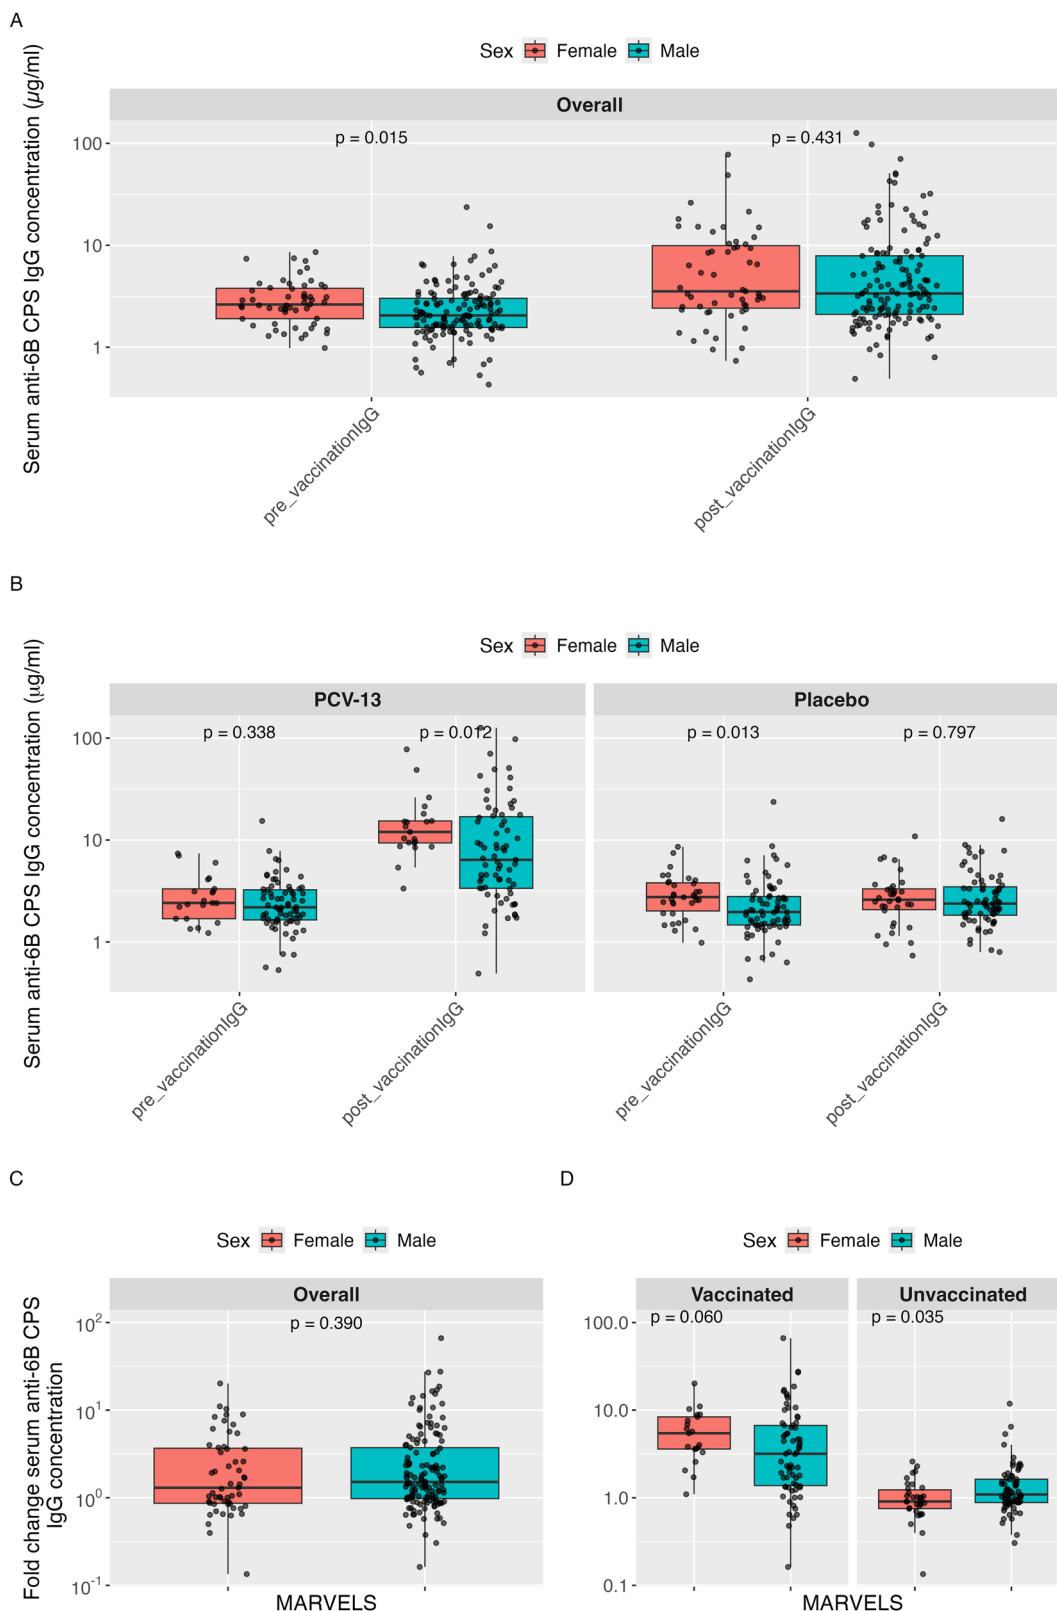 A
Sex Female Male
Overall
p = 0.015
p = 0.431
Serum anti-6B CPS IgG concentration (µg/ml)
100
10
1
pre_vaccinationIgG
post_vaccinationIgG
B
Sex Female Male
PCV-13
Placebo
p = 0.338
p = 0.012
p = 0.013
p = 0.797
Serum anti-6B CPS IgG concentration (µg/ml)
100
10
1
pre_vaccinationIgG
post_vaccinationIgG
pre_vaccinationIgG
post_vaccinationIgG
C
Sex Female Male
Overall
p = 0.390
Fold change serum anti-6B CPS
IgG concentration
10²
10¹
10⁰
10⁻¹
MARVELS
D
Sex Female Male
Vaccinated
Unvaccinated
p = 0.060
p = 0.035
100.0
10.0
1.0
0.1
MARVELS